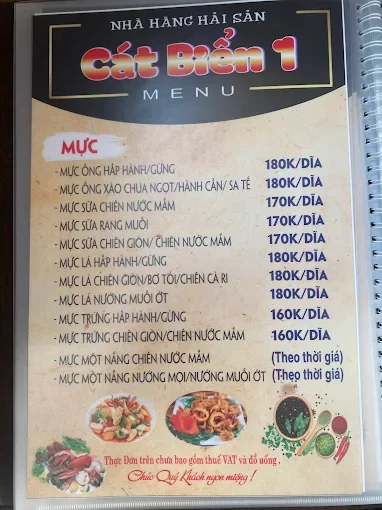 NHÀ HÀNG HẢI SẢN
Cát Biển 1
MENU
MỰC
- MỰC ỐNG HẤP HÀNH/GỪNG 180K/DĨA
- MỰC ỐNG XÀO CHUA NGỌT/HÀNH CẦN/ SA TẾ 180K/DĨA
- MỰC SỮA CHIÊN NƯỚC MẮM 170K/DĨA
- MỰC SỮA RANG MUỐI 170K/DĨA
- MỰC SỮA CHIÊN GIÒN/ CHIÊN NƯỚC MẮM 170K/DĨA
- MỰC LÁ HẤP HÀNH/GỪNG 180K/DĨA
- MỰC LÁ CHIÊN GIÒN/BƠ TỎI/CHIÊN CÀ RI 180K/DĨA
- MỰC LÁ NƯỚNG MUỐI ỚT 180K/DĨA
- MỰC TRỨNG HẤP HÀNH/GỪNG 160K/DĨA
- MỰC TRỨNG CHIÊN GIÒN/CHIÊN NƯỚC MẮM 160K/DĨA
- MỰC MỘT NẮNG CHIÊN NƯỚC MẮM (Theo thời giá)
- MỰC MỘT NẮNG NƯỚNG MỌI/NƯỚNG MUỐI ỚT (Theo thời giá)
Thực Đơn trên chưa bao gồm thuế VAT và đồ uống .
Chúc Quý Khách ngon miệng !